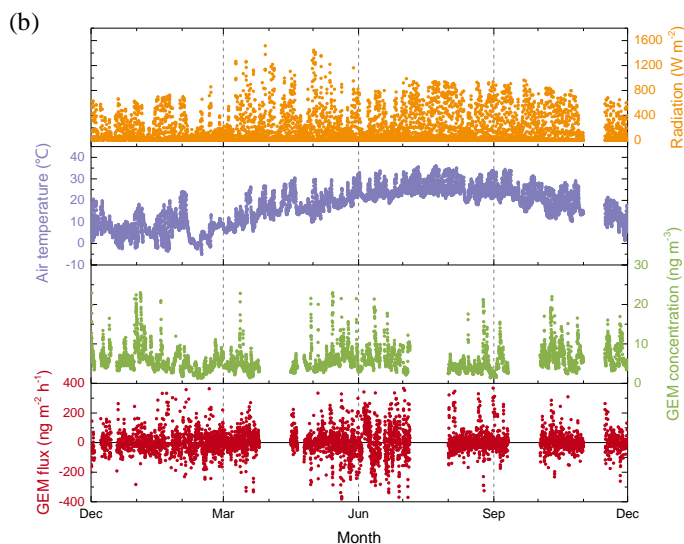 (b)
1600
1200
800
400
0
Radiation (W m⁻²)
40
30
20
10
0
-10
Air temperature (℃)
30
20
10
0
GEM concentration (ng m⁻³)
400
200
0
-200
-400
GEM flux (ng m⁻² h⁻¹)
Dec Mar Jun Sep Dec
Month